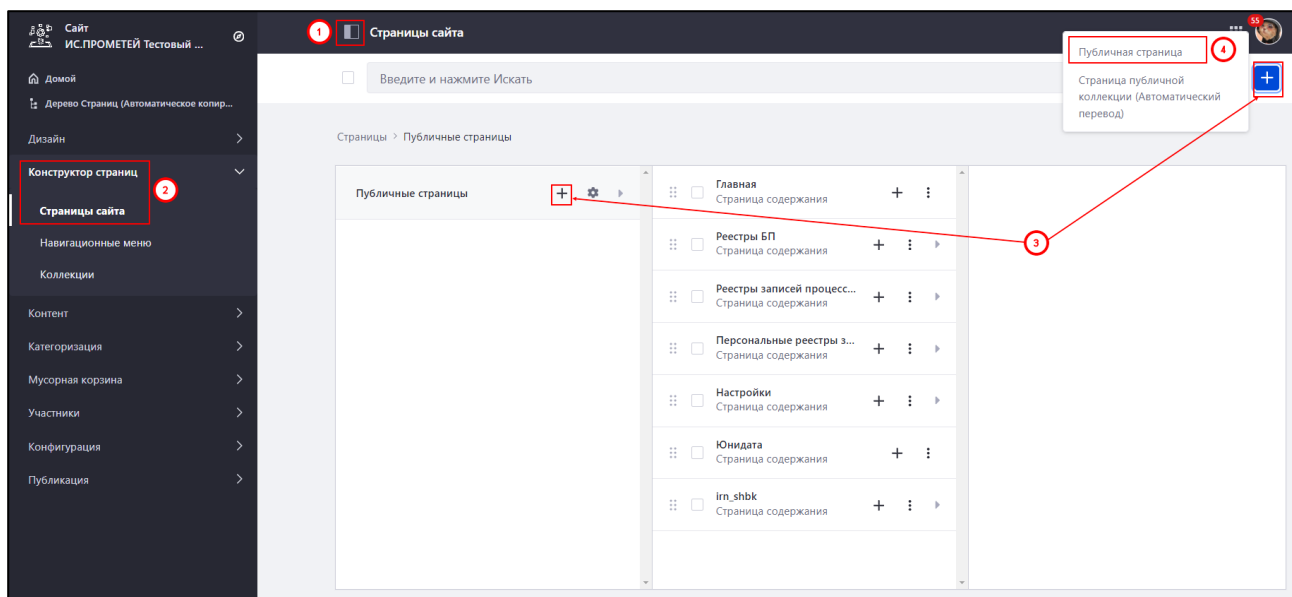 Сайт
ИС.ПРОМЕТЕЙ Тестовый ...
Домой
Дерево Страниц (Автоматическое копир...
Дизайн
Конструктор страниц
2
Страницы сайта
Навигационные меню
Коллекции
Контент
Категоризация
Мусорная корзина
Участники
Конфигурация
Публикация
1
Страницы сайта
55
Введите и нажмите Искать
Публичная страница
4
Страница публичной
коллекции (Автоматический
перевод)
Страницы > Публичные страницы
Публичные страницы
3
Главная
Страница содержания
Реестры БП
Страница содержания
Реестры записей процесс...
Страница содержания
Персональные реестры з...
Страница содержания
Настройки
Страница содержания
Юнидата
Страница содержания
irn_shbk
Страница содержания